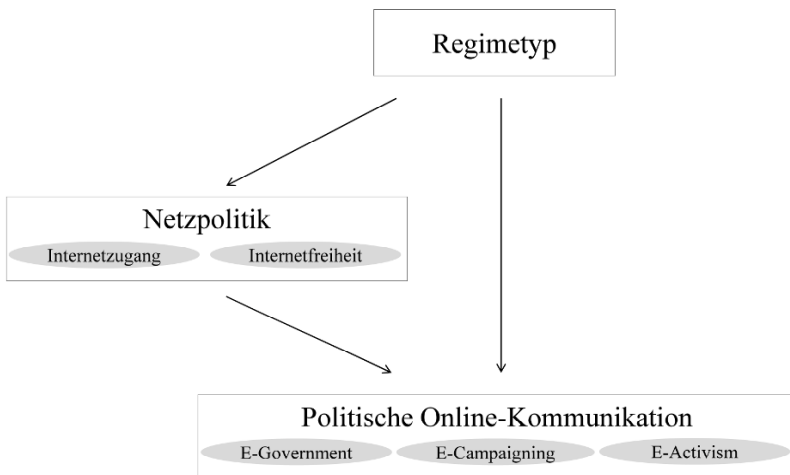 Regimetyp
Netzpolitik
Internetzugang Internetfreiheit
Politische Online-Kommunikation
E-Government E-Campaigning E-Activism